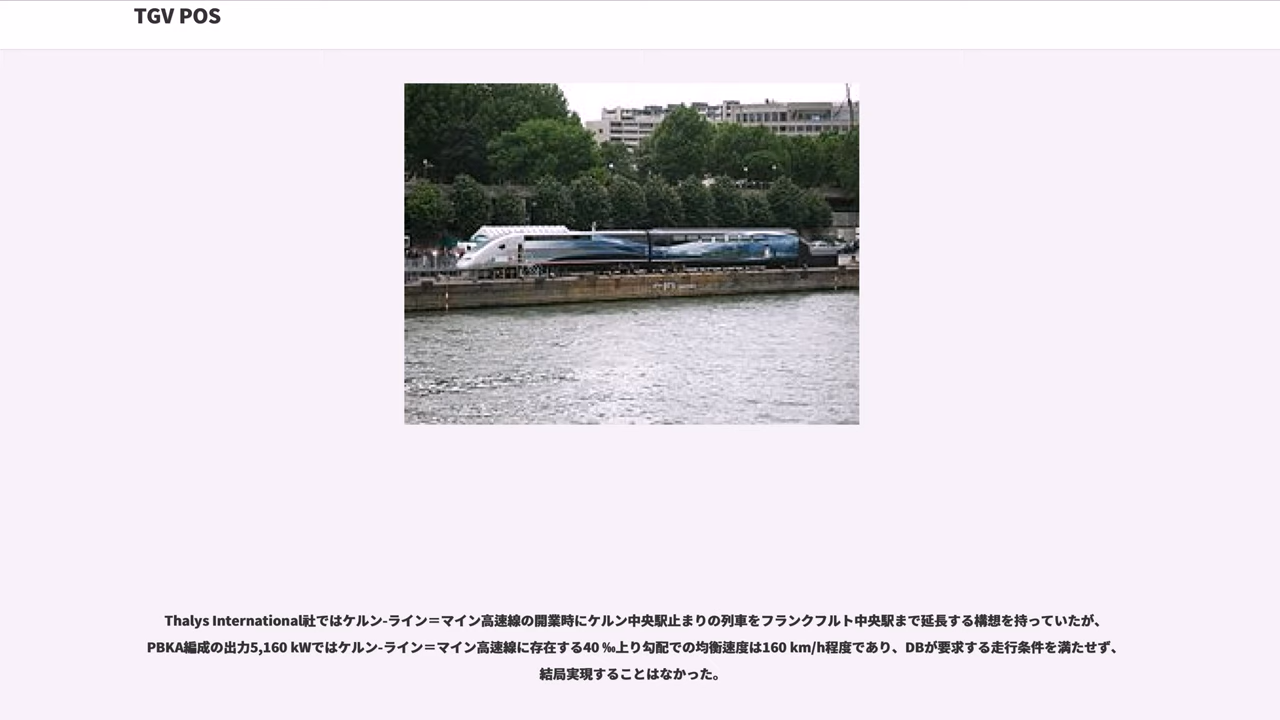 TGV POS
Thalys International社ではケルン-ライン＝マイン高速線の開業時にケルン中央駅止まりの列車をフランクフルト中央駅まで延長する構想を持っていたが、
PBKA編成の出力5,160 kWではケルン-ライン＝マイン高速線に存在する40 ‰上り勾配での均衡速度は160 km/h程度であり、DBが要求する走行条件を満たせず、
結局実現することはなかった。